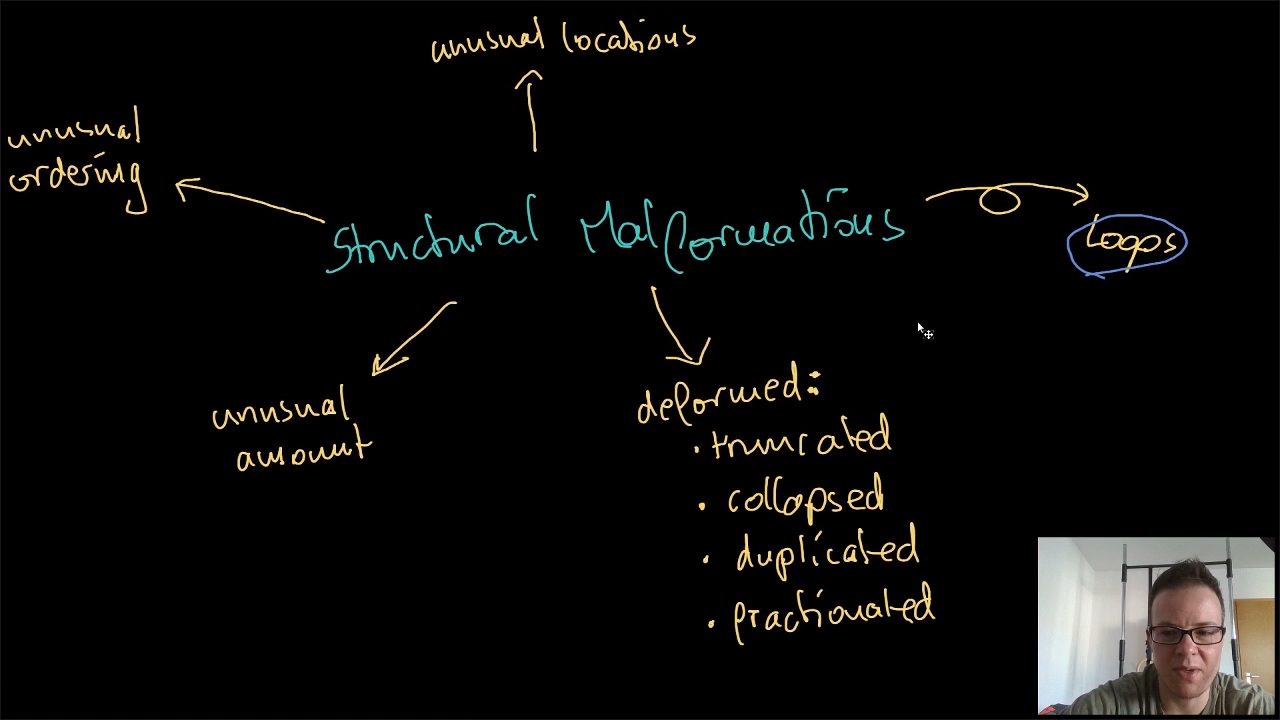 unusual locations
unusual
ordering
Structural Malformations
Loops
unusual
amount
deformed:
• truncated
• collapsed
• duplicated
• fractionated